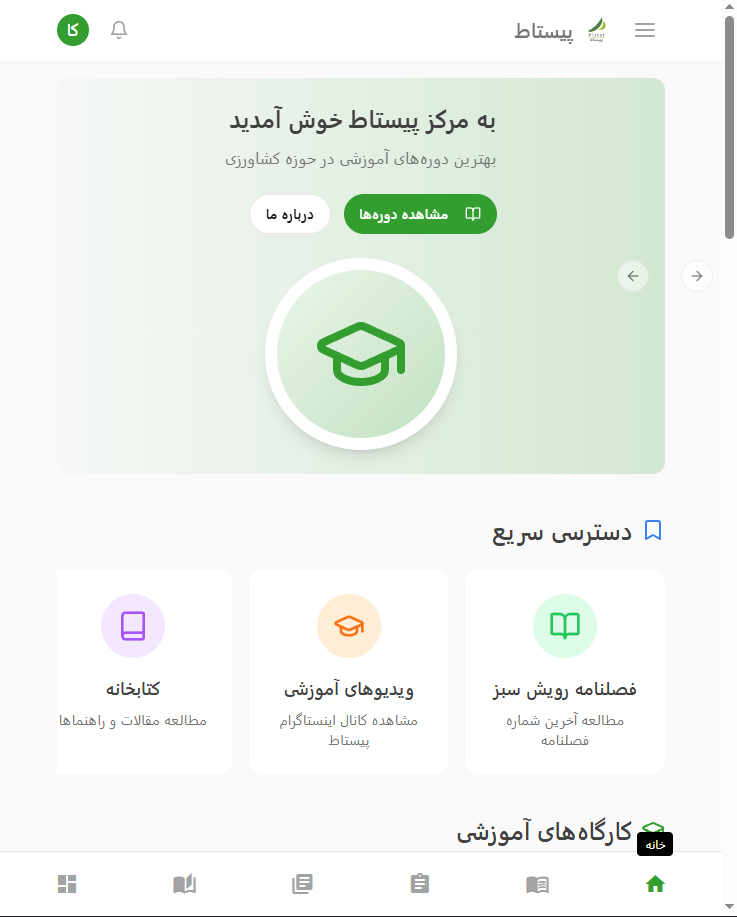 پیستاط
کا
به مرکز پیستاط خوش آمدید
بهترین دوره‌های آموزشی در حوزه کشاورزی
مشاهده دوره‌ها
درباره ما
دسترسی سریع
فصلنامه رویش سبز
مطالعه آخرین شماره
فصلنامه
ویدیوهای آموزشی
مشاهده کانال اینستاگرام
پیستاط
کتابخانه
مطالعه مقالات و راهنماها
کارگاه‌های آموزشی
خانه